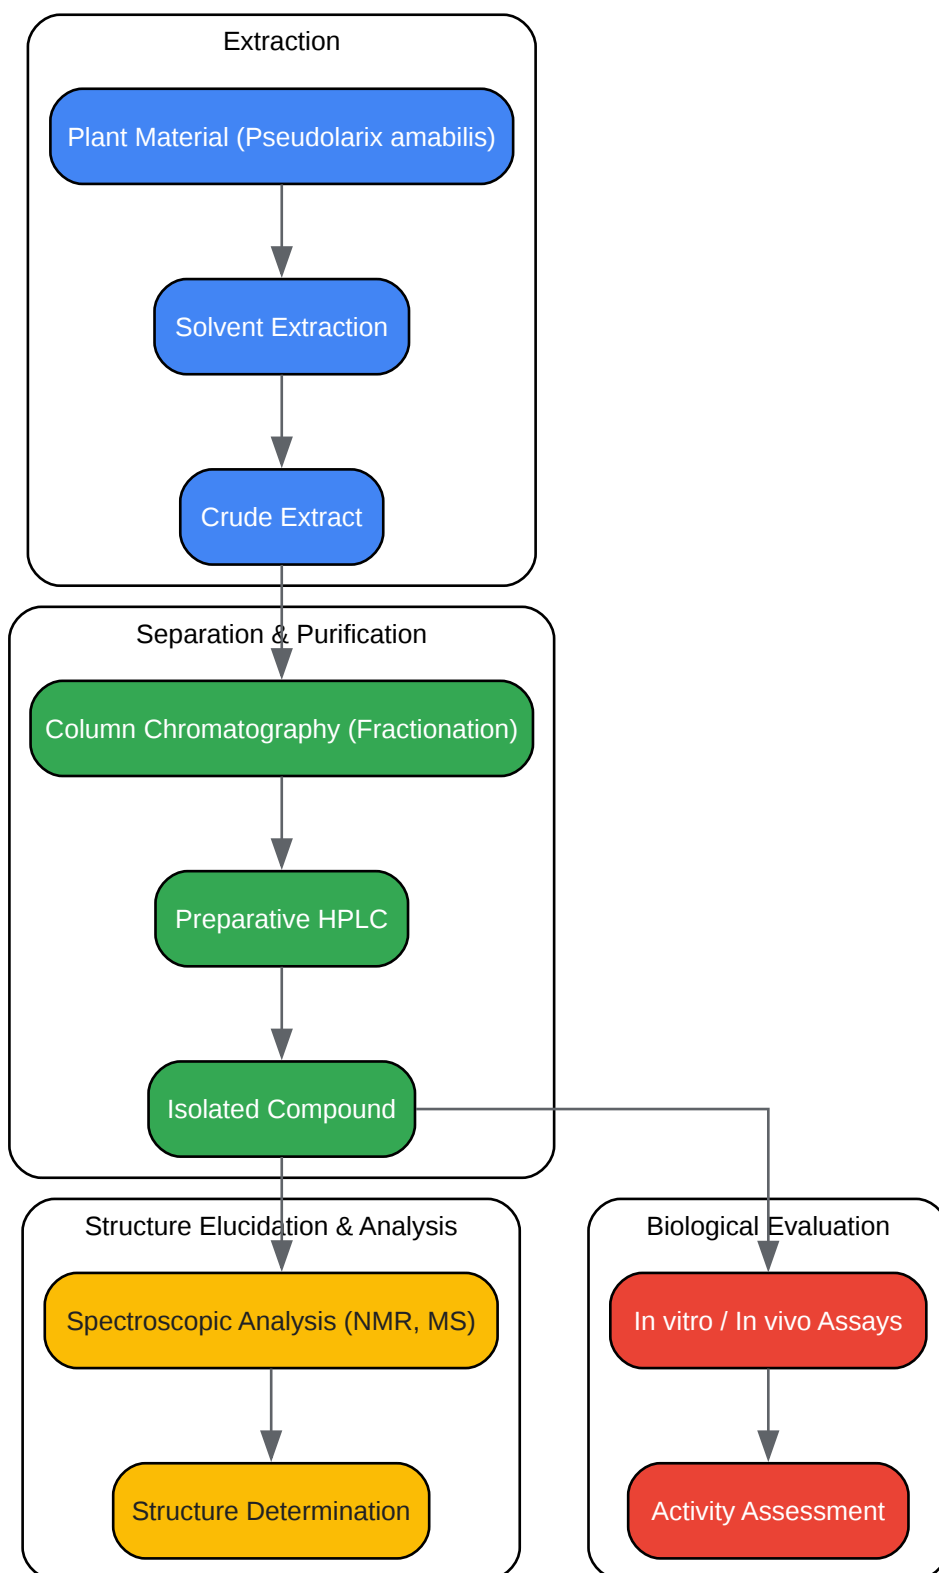 Extraction
Plant Material (Pseudolarix amabilis)
Solvent Extraction
Crude Extract
Separation & Purification
Column Chromatography (Fractionation)
Preparative HPLC
Isolated Compound
Structure Elucidation & Analysis
Spectroscopic Analysis (NMR, MS)
Structure Determination
Biological Evaluation
In vitro / In vivo Assays
Activity Assessment